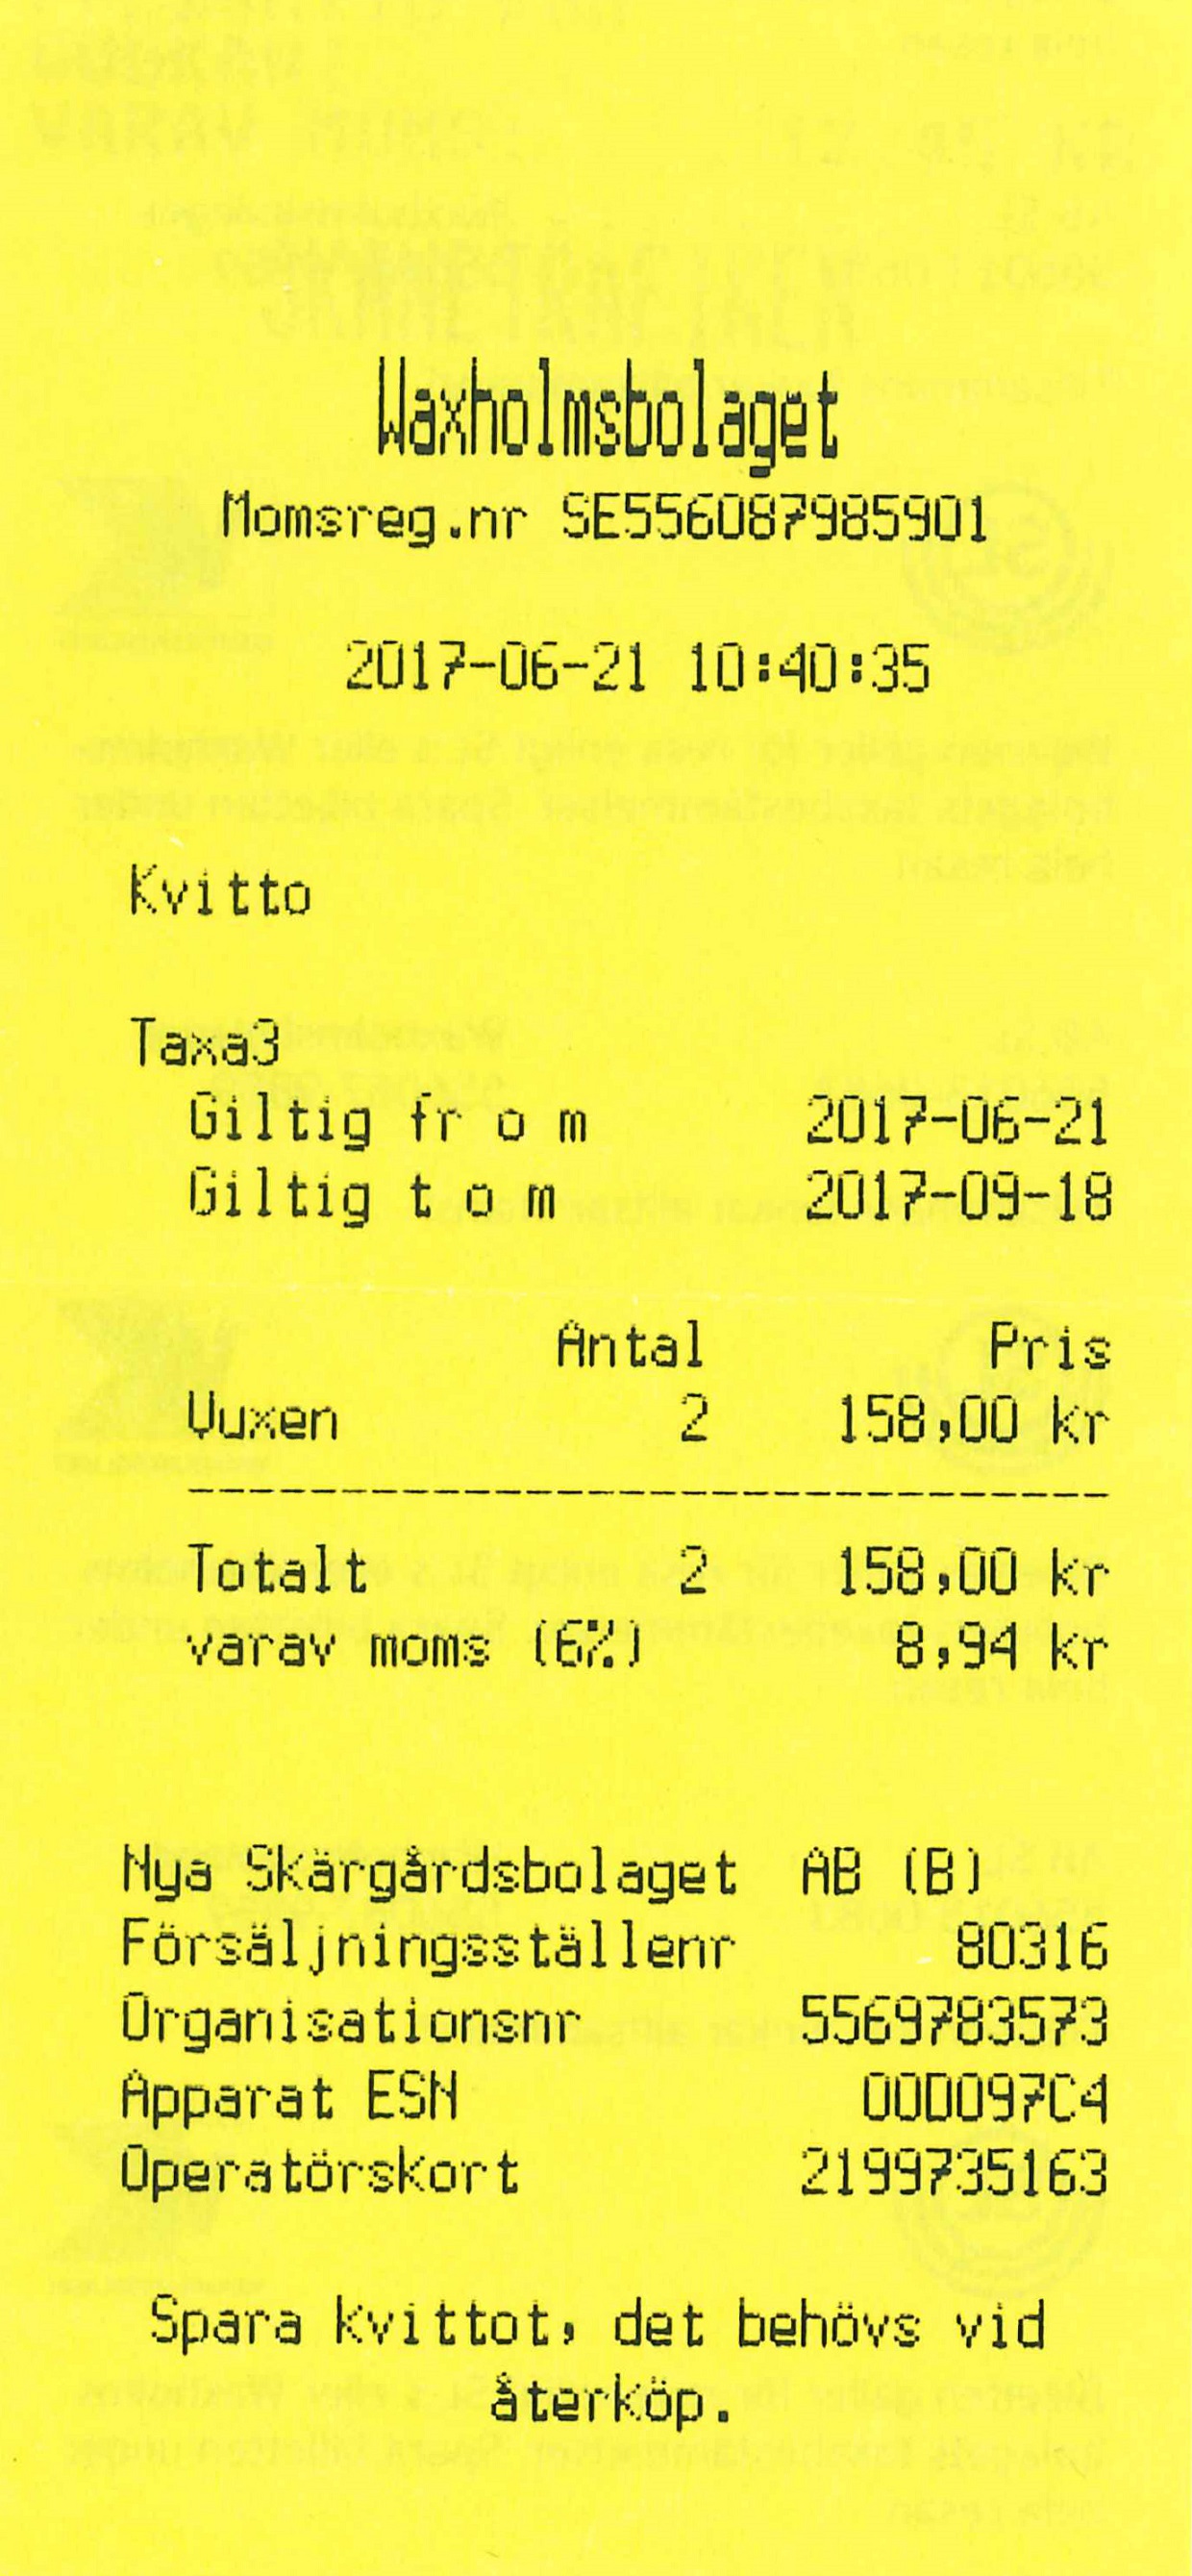 Waxholmsbolaget
Momsreg.nr SE556087985901
2017-06-21 10:40:35
Kvitto
Taxa3
Giltig fr o m 2017-06-21
Giltig t o m 2017-09-18
Antal Pris
Vuxen 2 158,00 kr
--------------------------------
Totalt 2 158,00 kr
varav moms (6%) 8,94 kr
Nya Skärgårdsbolaget AB (B)
Försäljningsställenr 80316
Organisationsnr 5569783573
Apparat ESN 00D097C4
Operatörskort 2199735163
Spara kvittot, det behövs vid
återköp.